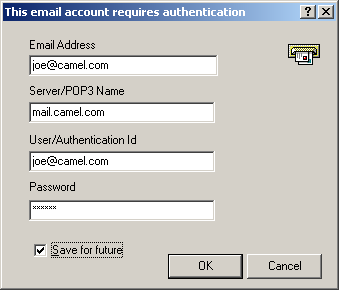 This email account requires authentication
Email Address
joe@camel.com
Server/POP3 Name
mail.camel.com
User/Authentication Id
joe@camel.com
Password
******
Save for future
OK
Cancel